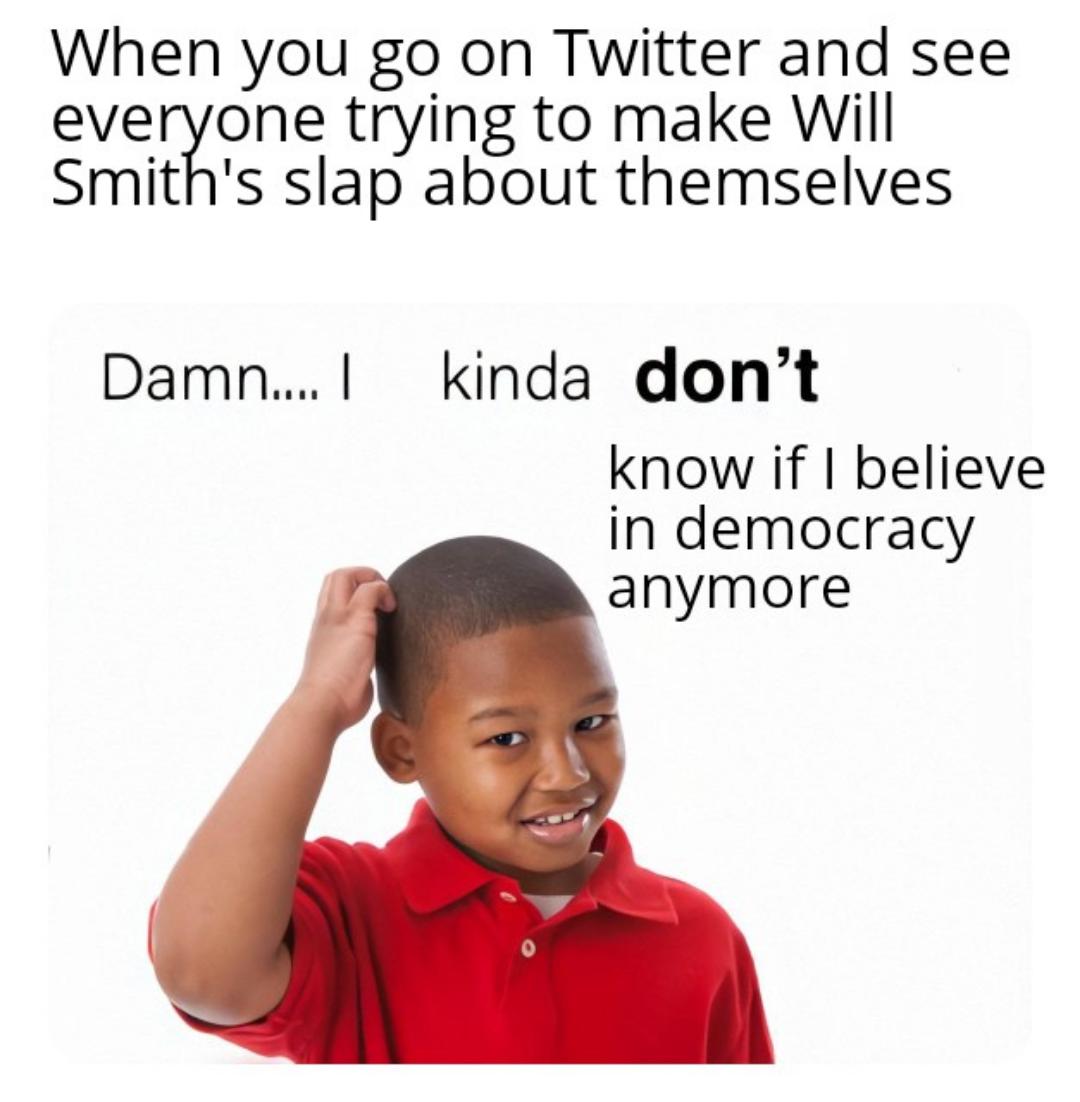 When you go on Twitter and see
everyone trying to make Will
Smith's slap about themselves
Damn.... I kinda don't
know if I believe
in democracy
anymore